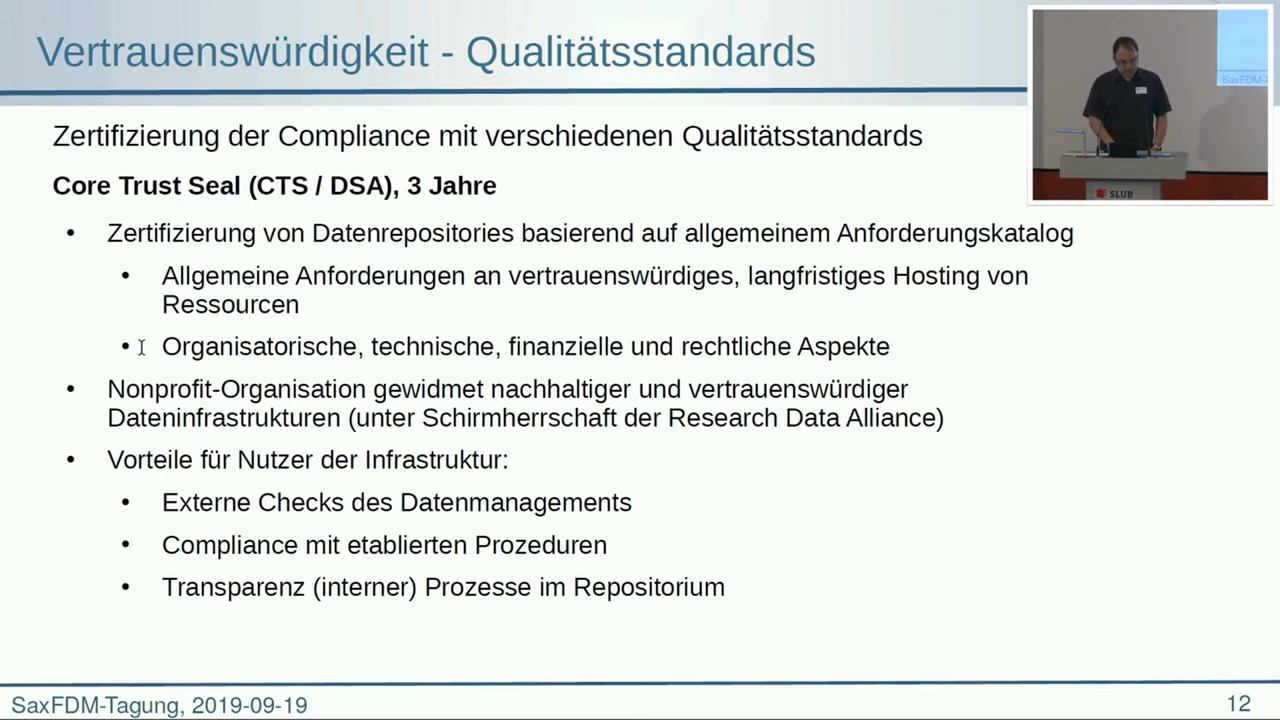 Vertrauenswürdigkeit - Qualitätsstandards
Zertifizierung der Compliance mit verschiedenen Qualitätsstandards
Core Trust Seal (CTS / DSA), 3 Jahre
• Zertifizierung von Datenrepositories basierend auf allgemeinem Anforderungskatalog
• Allgemeine Anforderungen an vertrauenswürdiges, langfristiges Hosting von
Ressourcen
• Organisatorische, technische, finanzielle und rechtliche Aspekte
• Nonprofit-Organisation gewidmet nachhaltiger und vertrauenswürdiger
Dateninfrastrukturen (unter Schirmherrschaft der Research Data Alliance)
• Vorteile für Nutzer der Infrastruktur:
• Externe Checks des Datenmanagements
• Compliance mit etablierten Prozeduren
• Transparenz (interner) Prozesse im Repositorium
SaxFDM-Tagung, 2019-09-19
12
SaxFDM-T
SLUB